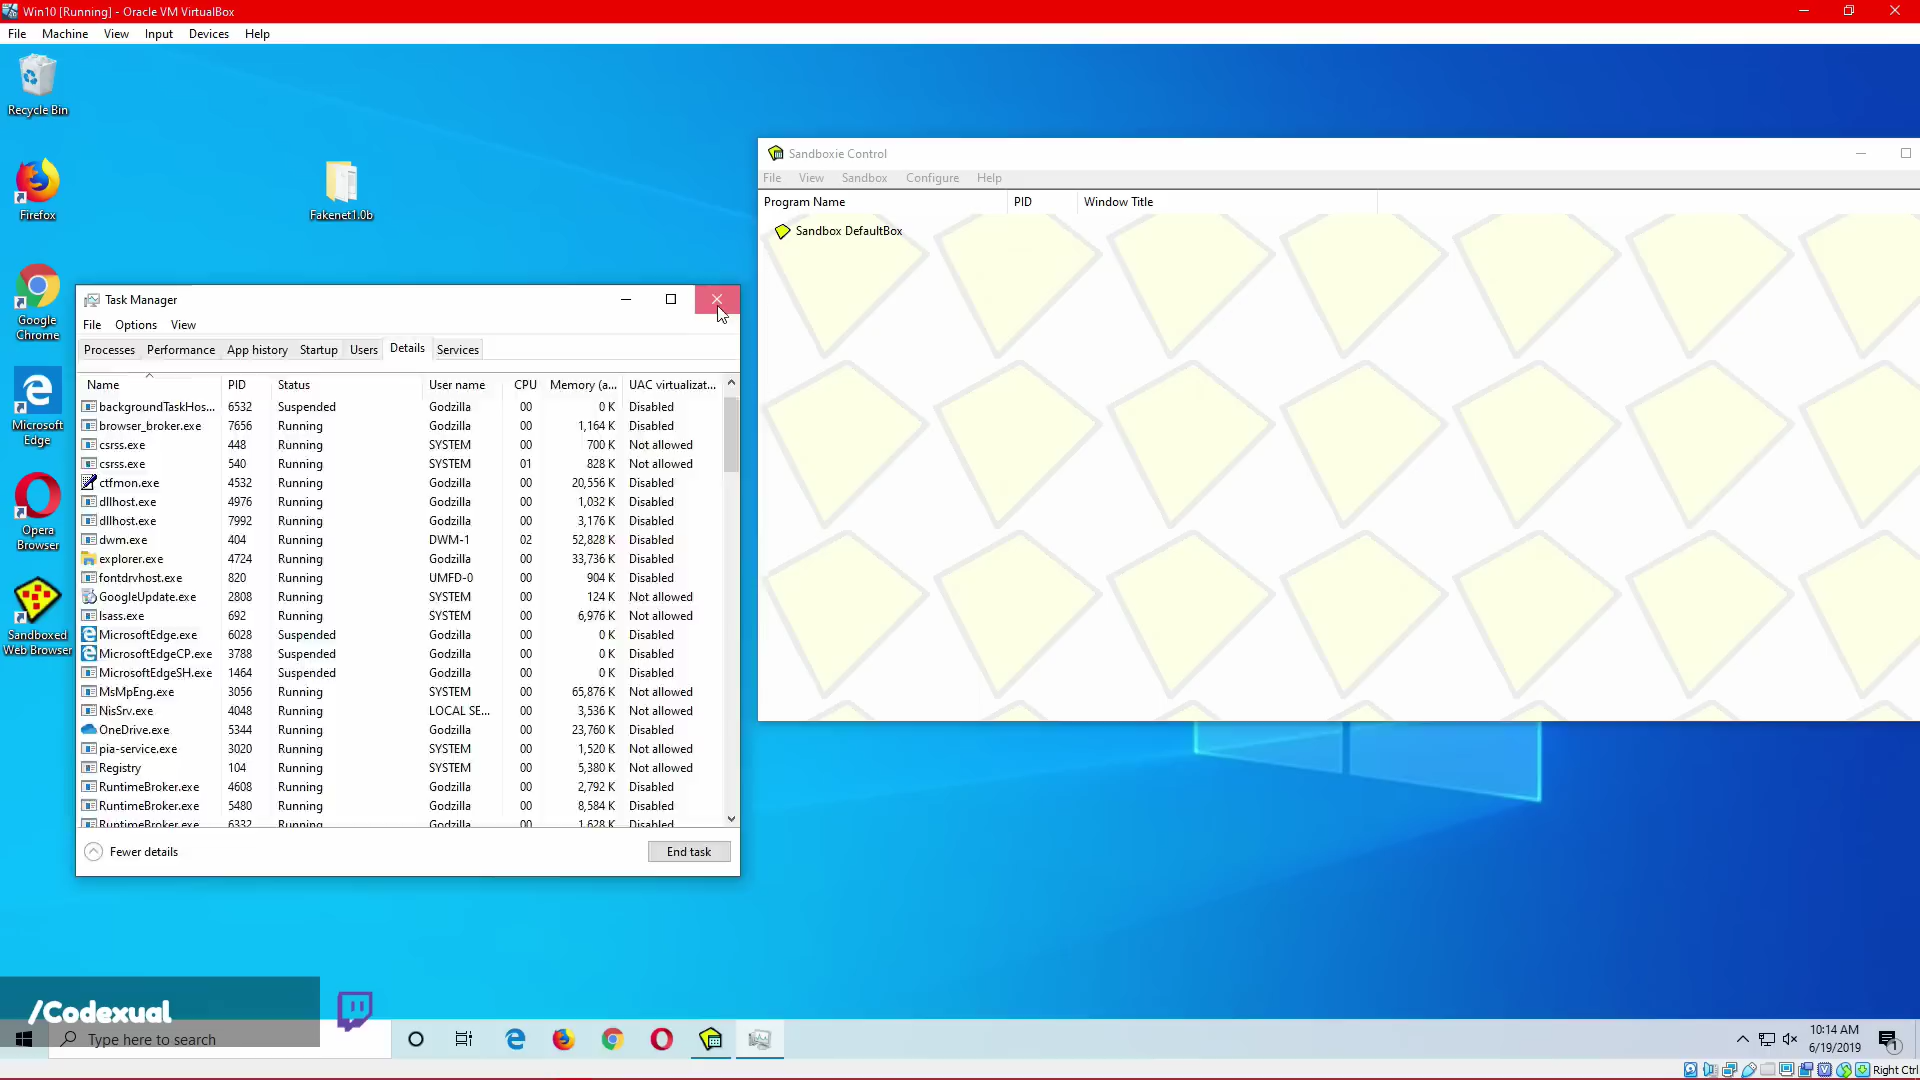 Win10 [Running] - Oracle VM VirtualBox
File Machine View Input Devices Help
Recycle Bin
Firefox
Fakenet1.0b
Google
Chrome
Microsoft
Edge
Opera
Browser
Sandboxed
Web Browser
Sandboxie Control
File View Sandbox Configure Help
Program Name PID Window Title
Sandbox DefaultBox
Task Manager
File Options View
Processes Performance App history Startup Users Details Services
Name PID Status User name CPU Memory (a... UAC virtualizat...
backgroundTaskHos... 6532 Suspended Godzilla 00 0 K Disabled
browser_broker.exe 7656 Running Godzilla 00 1,164 K Disabled
csrss.exe 448 Running SYSTEM 00 700 K Not allowed
csrss.exe 540 Running SYSTEM 01 828 K Not allowed
ctfmon.exe 4532 Running Godzilla 00 20,556 K Disabled
dllhost.exe 4976 Running Godzilla 00 1,032 K Disabled
dllhost.exe 7992 Running Godzilla 00 3,176 K Disabled
dwm.exe 404 Running DWM-1 02 52,828 K Disabled
explorer.exe 4724 Running Godzilla 00 33,736 K Disabled
fontdrvhost.exe 820 Running UMFD-0 00 904 K Disabled
GoogleUpdate.exe 2808 Running SYSTEM 00 124 K Not allowed
lsass.exe 692 Running SYSTEM 00 6,976 K Not allowed
MicrosoftEdge.exe 6028 Suspended Godzilla 00 0 K Disabled
MicrosoftEdgeCP.exe 3788 Suspended Godzilla 00 0 K Disabled
MicrosoftEdgeSH.exe 1464 Suspended Godzilla 00 0 K Disabled
MsMpEng.exe 3056 Running SYSTEM 00 65,876 K Not allowed
NisSrv.exe 4048 Running LOCAL SE... 00 3,536 K Not allowed
OneDrive.exe 5344 Running Godzilla 00 23,760 K Disabled
pia-service.exe 3020 Running SYSTEM 00 1,520 K Not allowed
Registry 104 Running SYSTEM 00 5,380 K Not allowed
RuntimeBroker.exe 4608 Running Godzilla 00 2,792 K Disabled
RuntimeBroker.exe 5480 Running Godzilla 00 8,584 K Disabled
RuntimeBroker.exe 6332 Running Godzilla 00 1,628 K Disabled
Fewer details End task
/Codexual
Type here to search
10:14 AM
6/19/2019
1
Right Ctrl